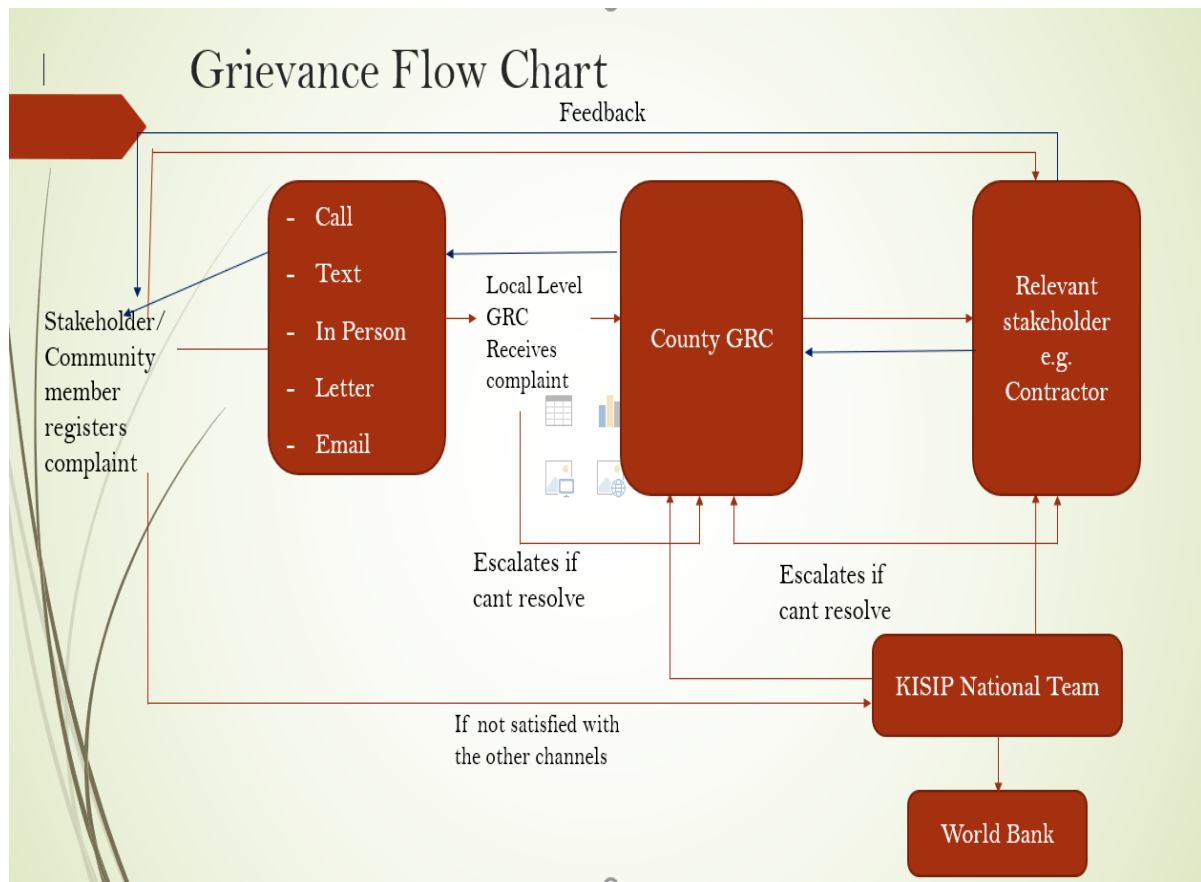 Grievance Flow Chart
Feedback
Stakeholder/
Community
member
registers
complaint
- Call
- Text
- In Person
- Letter
- Email
Local Level
GRC
Receives
complaint
County GRC
Relevant
stakeholder
e.g.
Contractor
Escalates if
cant resolve
Escalates if
cant resolve
KISIP National Team
If not satisfied with
the other channels
World Bank